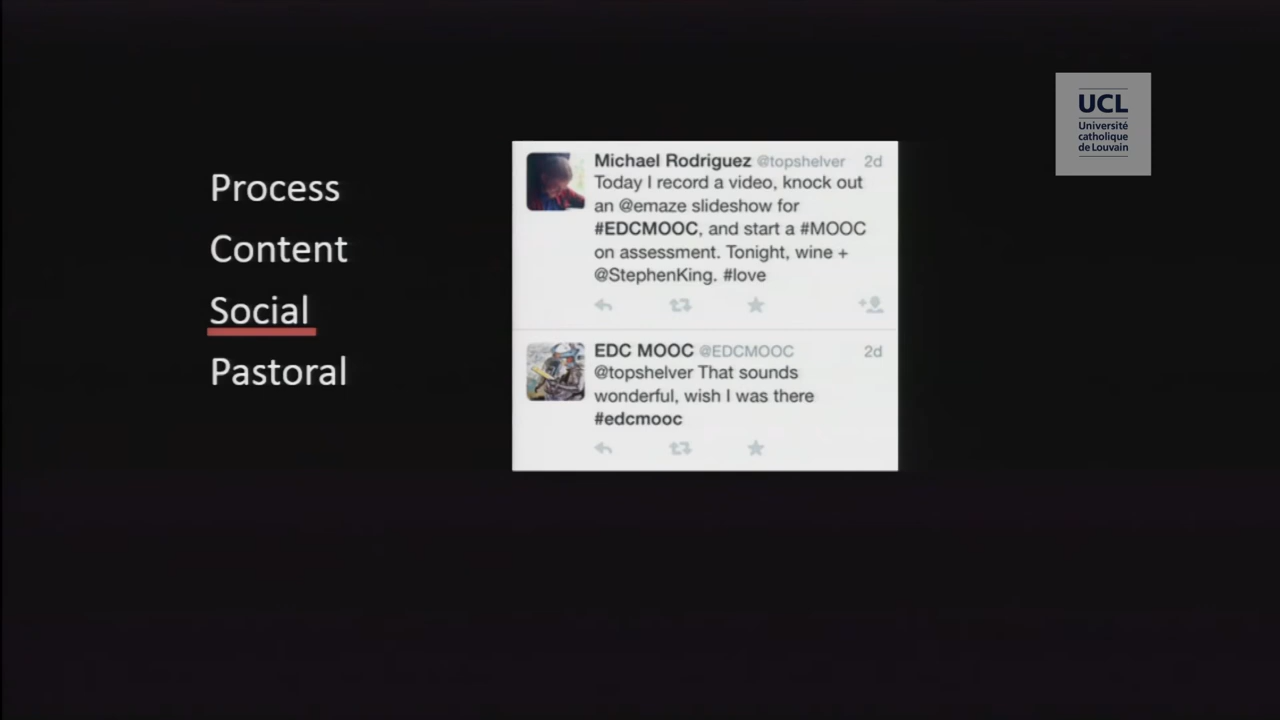 Process
Content
Social
Pastoral
Michael Rodriguez @topshelver 2d
Today I record a video, knock out
an @emaze slideshow for
#EDCMOOC, and start a #MOOC
on assessment. Tonight, wine +
@StephenKing. #love
EDC MOOC @EDCMOOC 2d
@topshelver That sounds
wonderful, wish I was there
#edcmooc
UCL
Université
catholique
de Louvain